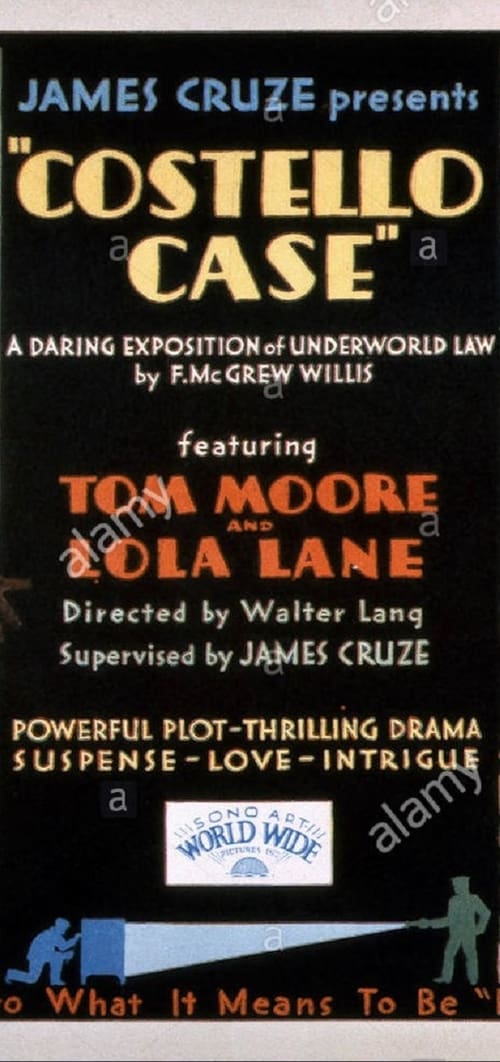 JAMES CRUZE presents
"COSTELLO
CASE"
A DARING EXPOSITION of UNDERWORLD LAW
by F. McGREW WILLIS
featuring
TOM MOORE
AND
LOLA LANE
Directed by Walter Lang
Supervised by JAMES CRUZE
POWERFUL PLOT-THRILLING DRAMA
SUSPENSE-LOVE-INTRIGUE
SONO ART
WORLD WIDE
PICTURES INC
What It Means To Be "
alamy
alamy
a
a
a
a
a
a
a
a